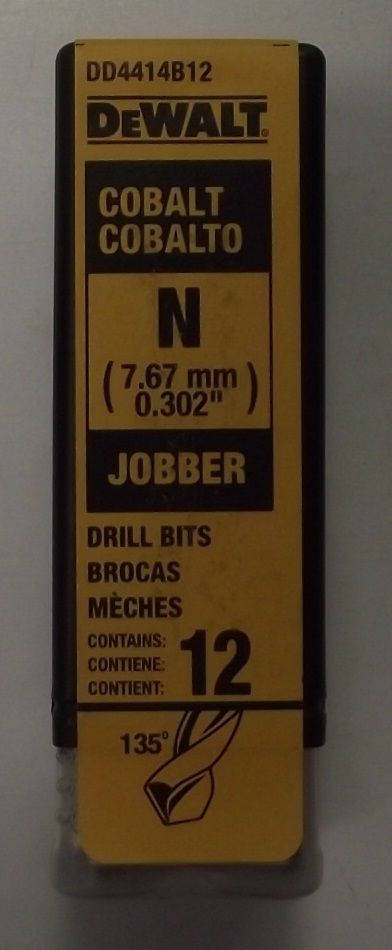 DD4414B12
DEWALT®
COBALT
COBALTO
N
(7.67 mm
0.302")
JOBBER
DRILL BITS
BROCAS
MÈCHES
CONTAINS:
CONTIENE:
CONTIENT:
12
135°